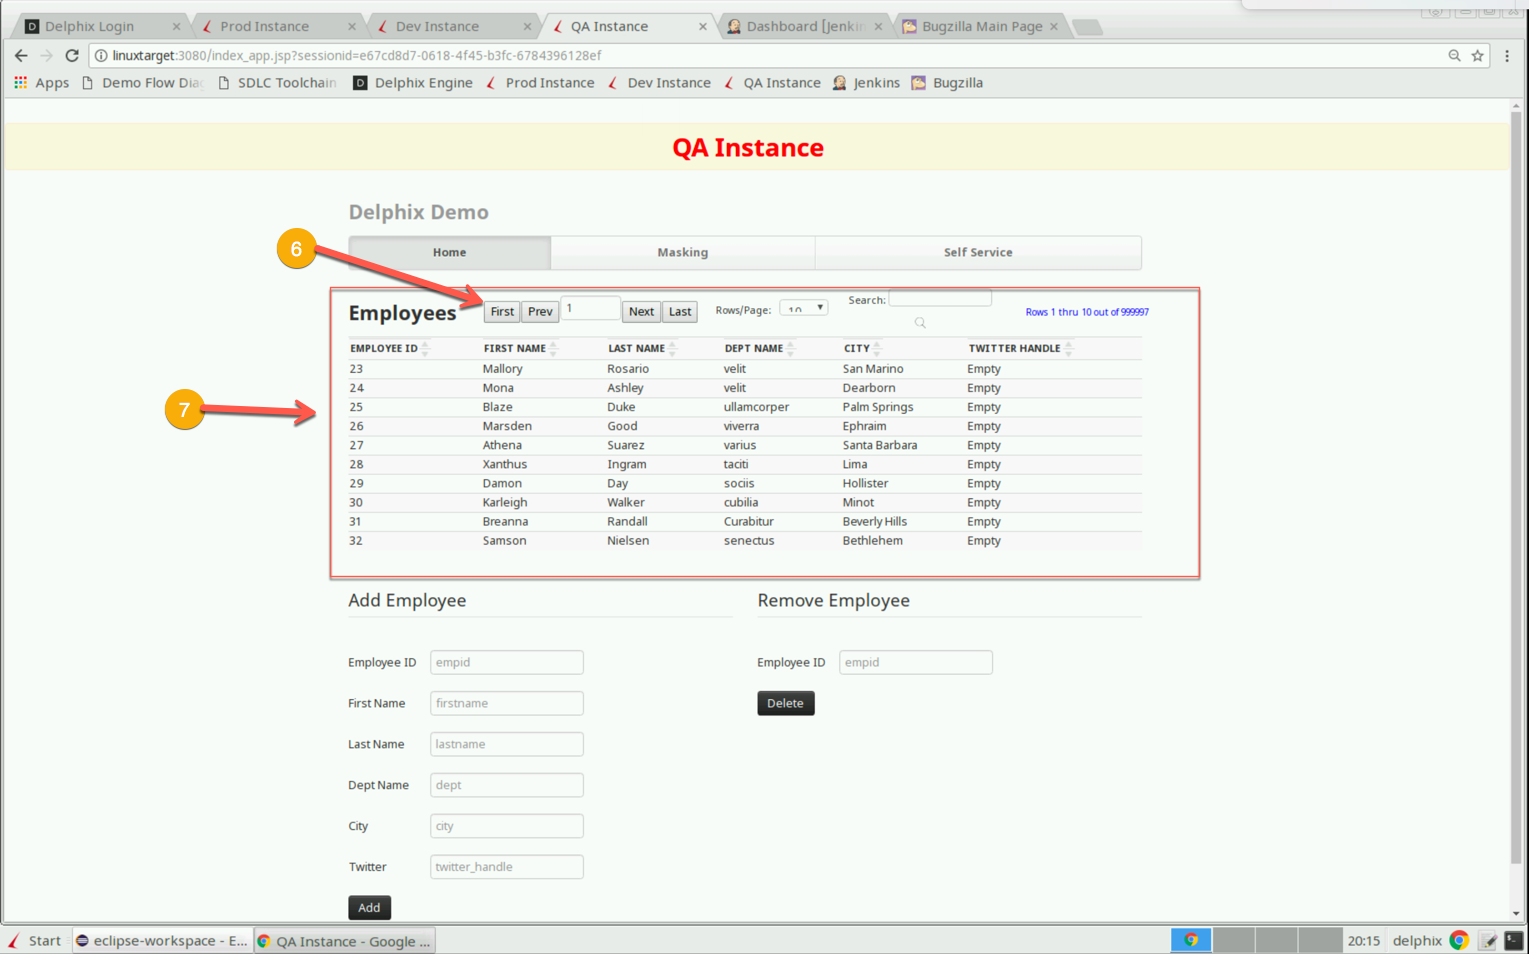 Delphix Login Prod Instance Dev Instance QA Instance Dashboard [Jenkin Bugzilla Main Page
linuxtarget:3080/index_app.jsp?sessionid=e67cd8d7-0618-4f45-b3fc-6784396128ef
Apps Demo Flow Dia SDLC Toolchain Delphix Engine Prod Instance Dev Instance QA Instance Jenkins Bugzilla
QA Instance
Delphix Demo
6
Home Masking Self Service
Employees First Prev 1 Next Last Rows/Page: 10 Search: Rows 1 thru 10 out of 999997
EMPLOYEE ID FIRST NAME LAST NAME DEPT NAME CITY TWITTER HANDLE
23 Mallory Rosario velit San Marino Empty
24 Mona Ashley velit Dearborn Empty
7
25 Blaze Duke ullamcorper Palm Springs Empty
26 Marsden Good viverra Ephraim Empty
27 Athena Suarez varius Santa Barbara Empty
28 Xanthus Ingram taciti Lima Empty
29 Damon Day sociis Hollister Empty
30 Karleigh Walker cubilia Minot Empty
31 Breanna Randall Curabitur Beverly Hills Empty
32 Samson Nielsen senectus Bethlehem Empty
Add Employee
Employee ID empid
First Name firstname
Last Name lastname
Dept Name dept
City city
Twitter twitter_handle
Add
Remove Employee
Employee ID empid
Delete
Start eclipse-workspace - E... QA Instance - Google ... 20:15 delphix